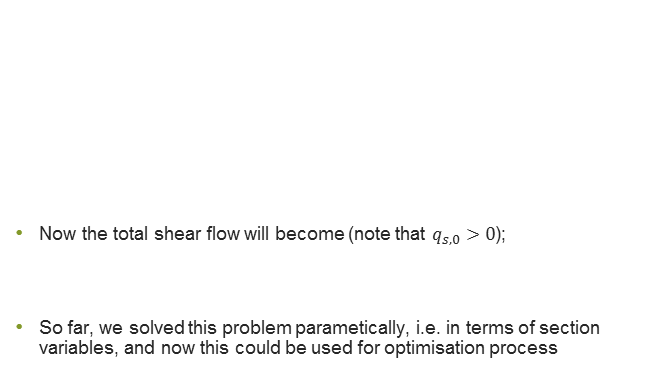 • Now the total shear flow will become (note that q_{s,0} > 0);
• So far, we solved this problem parametically, i.e. in terms of section
variables, and now this could be used for optimisation process